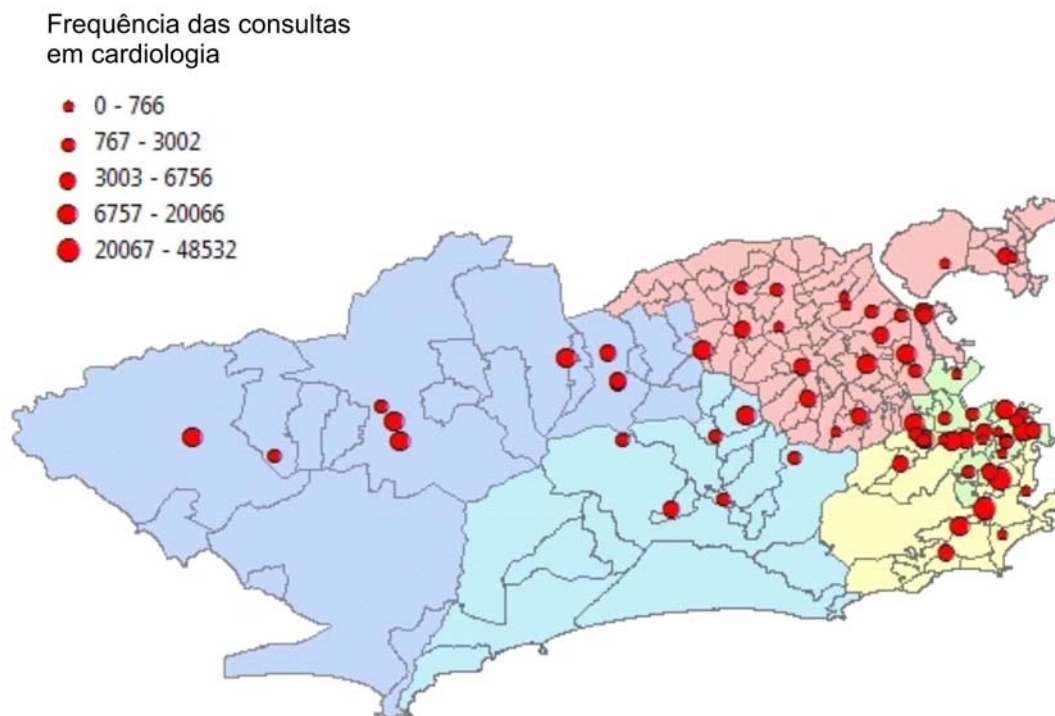 Frequência das consultas
em cardiologia
0 - 766
767 - 3002
3003 - 6756
6757 - 20066
20067 - 48532